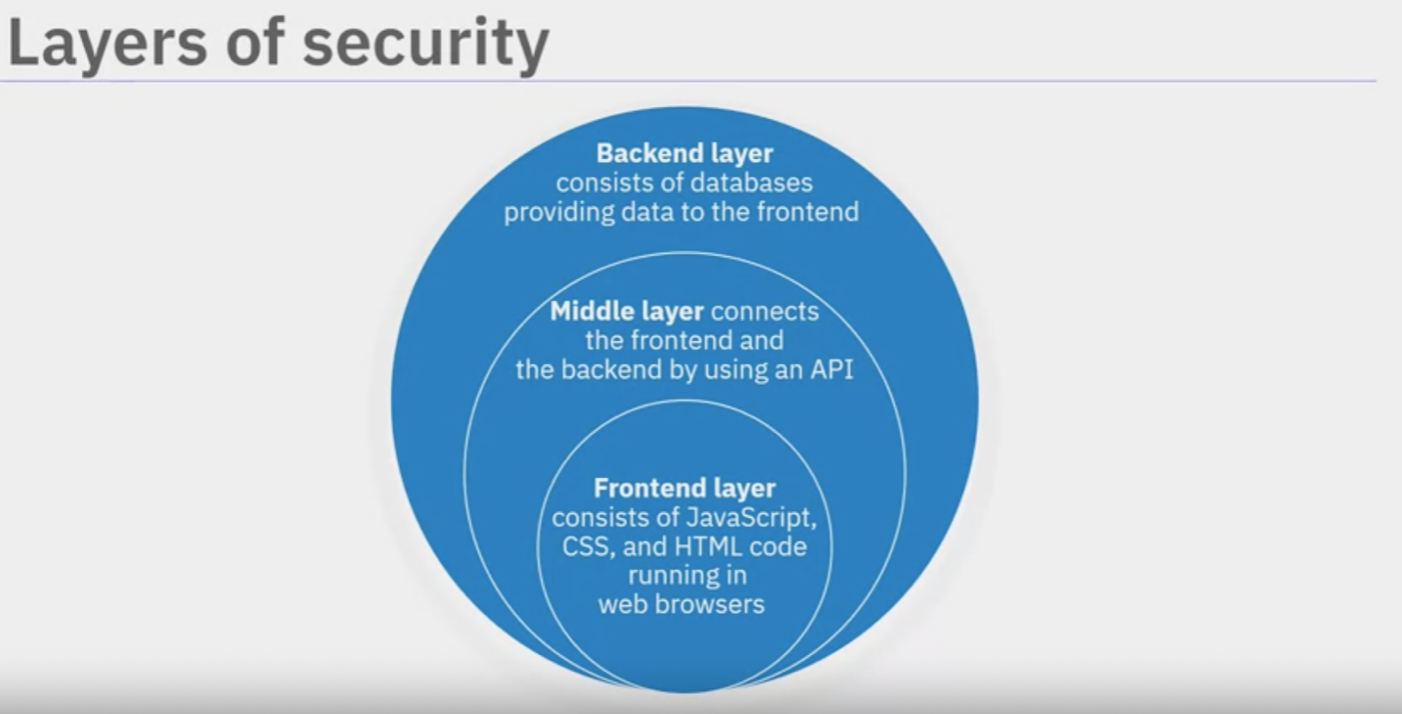 Layers of security
Backend layer
consists of databases
providing data to the frontend
Middle layer connects
the frontend and
the backend by using an API
Frontend layer
consists of JavaScript,
CSS, and HTML code
running in
web browsers